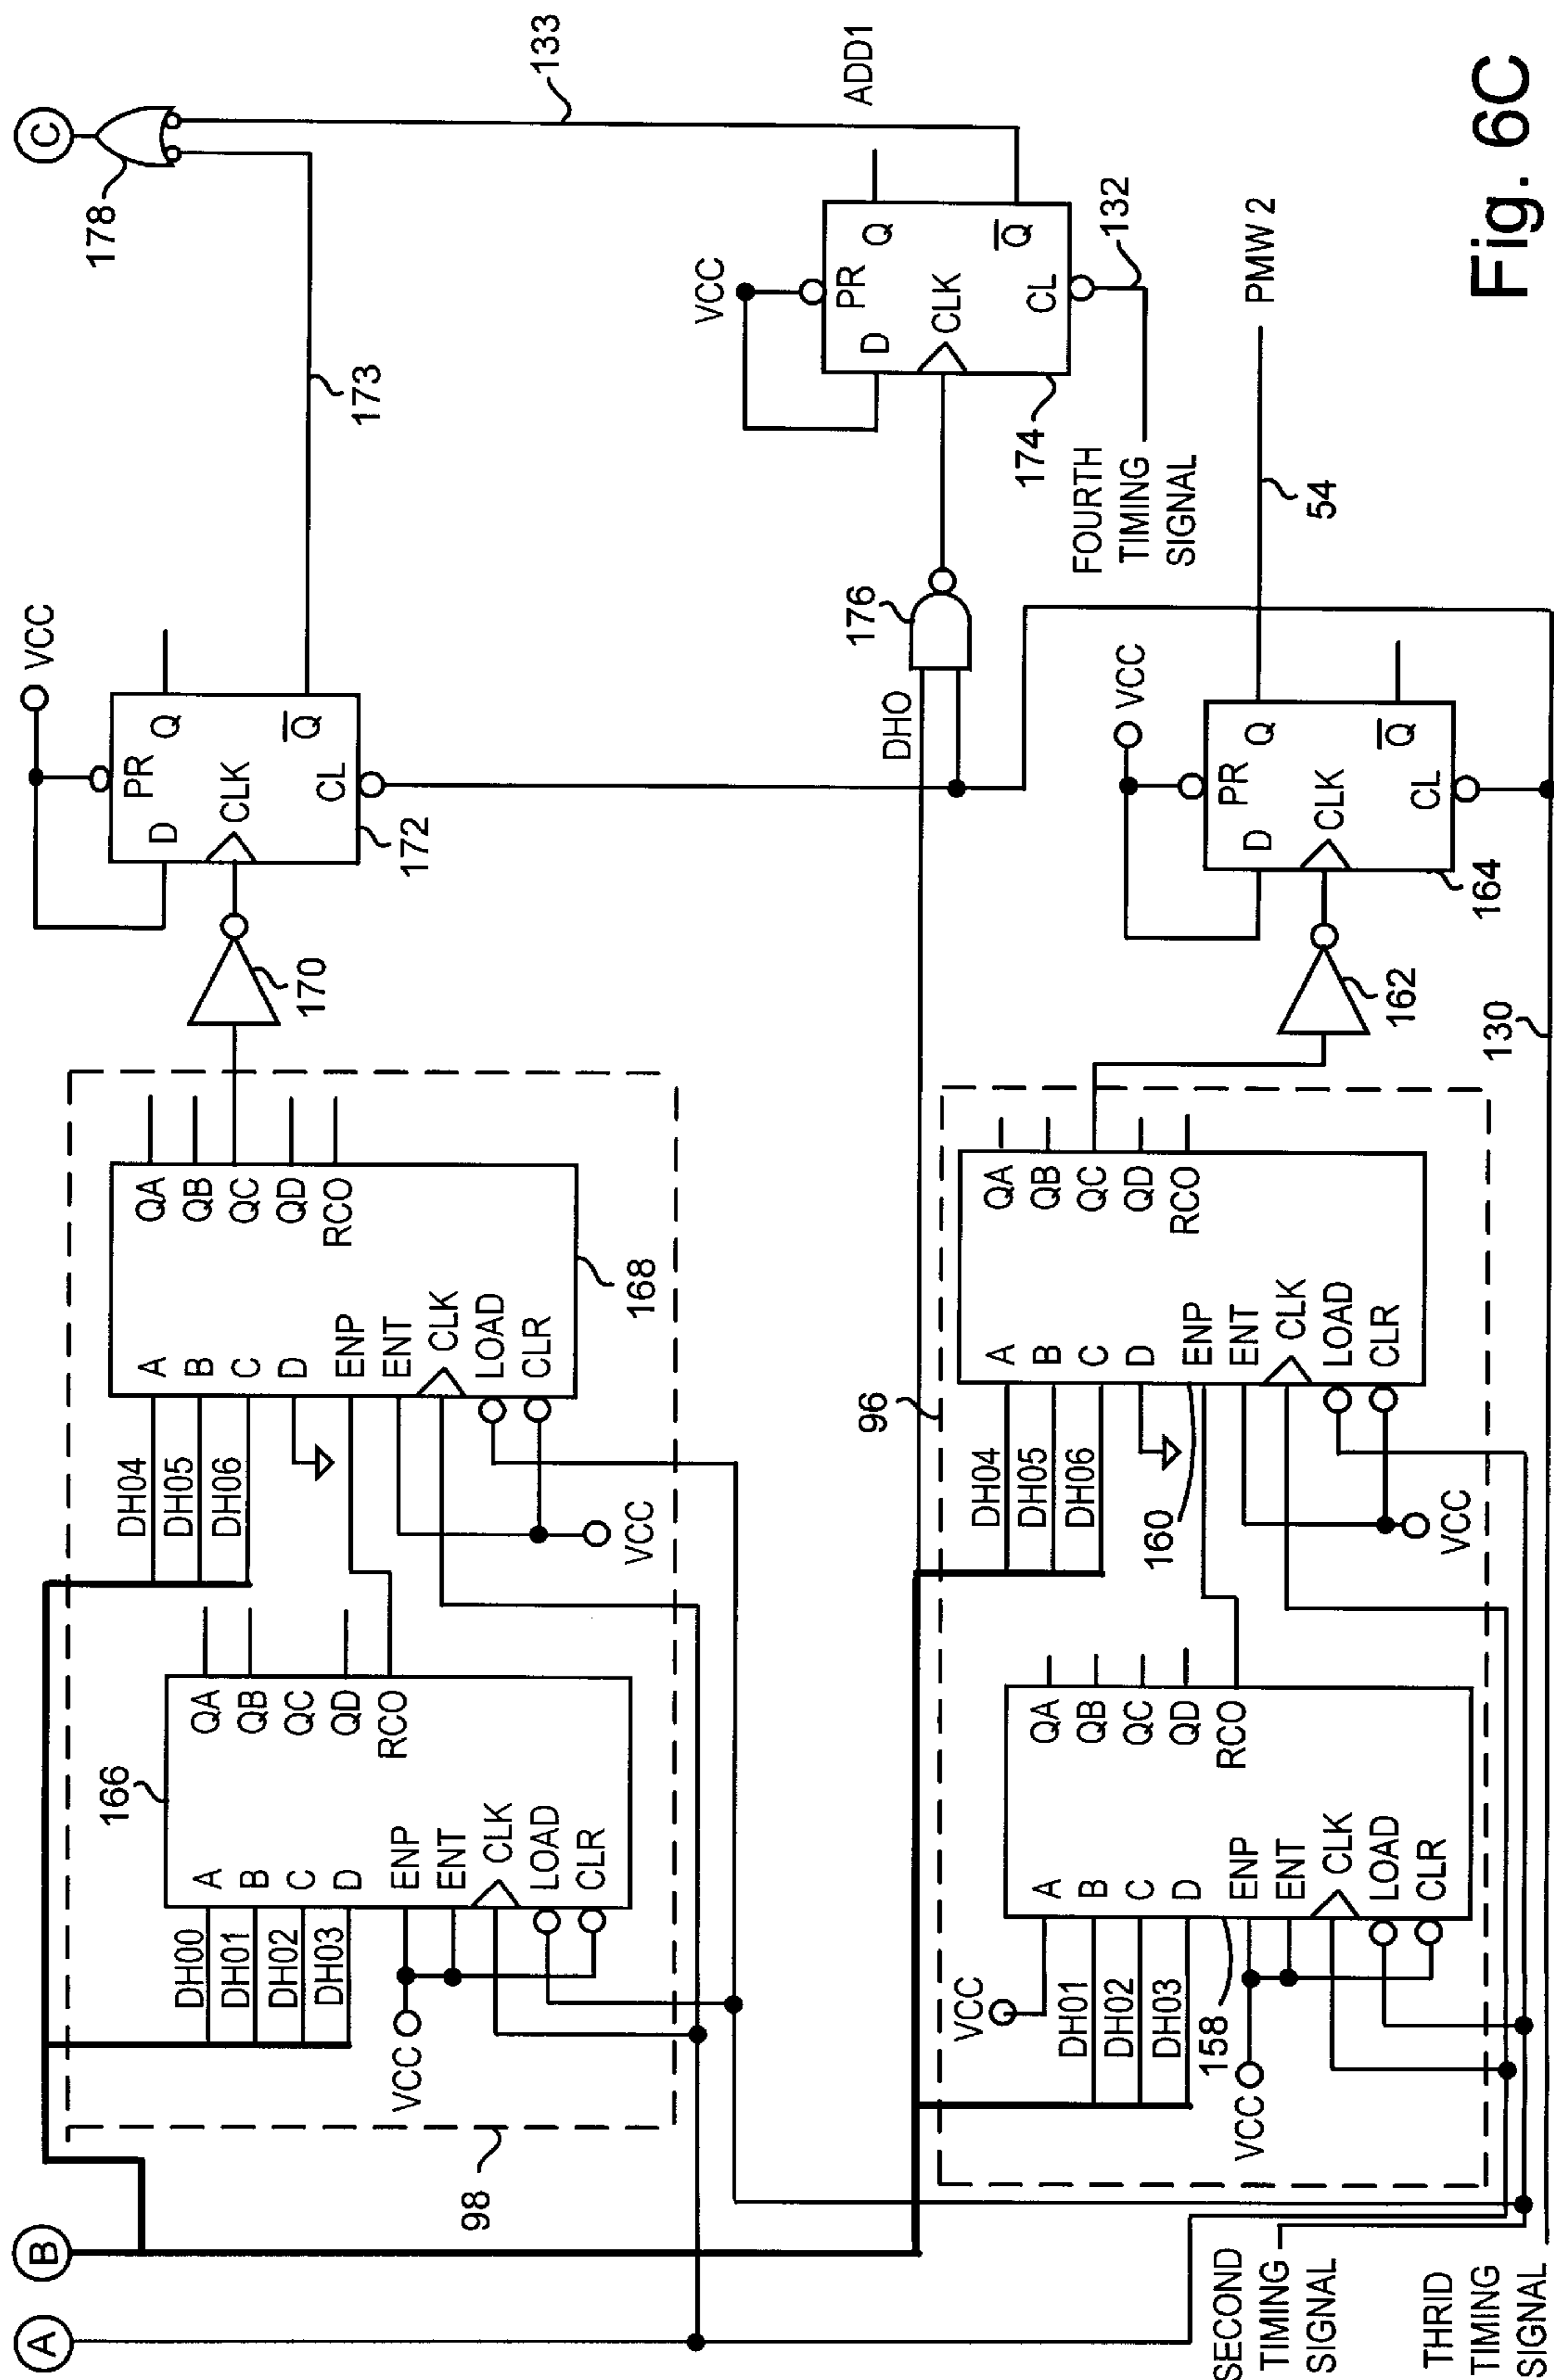 A
B
98
166
A
B
C
D
ENP
ENT
CLK
LOAD
CLR
QA
QB
QC
QD
RCO
DH00
DH01
DH02
DH03
VCC
168
A
B
C
D
ENP
ENT
CLK
LOAD
CLR
QA
QB
QC
QD
RCO
DH04
DH05
DH06
VCC
170
VCC
D
PR
Q
CLK
CL
Q
172
173
178
C
133
SECOND
TIMING
SIGNAL
THRID
TIMING
SIGNAL
VCC
DH01
DH02
DH03
158
VCC
A
B
C
D
ENP
ENT
CLK
LOAD
CLR
QA
QB
QC
QD
RCO
96
DH04
DH05
DH06
160
VCC
A
B
C
D
ENP
ENT
CLK
LOAD
CLR
QA
QB
QC
QD
RCO
130
162
VCC
D
PR
Q
CLK
CL
Q
164
54
PMW 2
DHO
176
VCC
D
PR
Q
CLK
CL
Q
174
132
ADD1
FOURTH
TIMING
SIGNAL
Fig. 6C